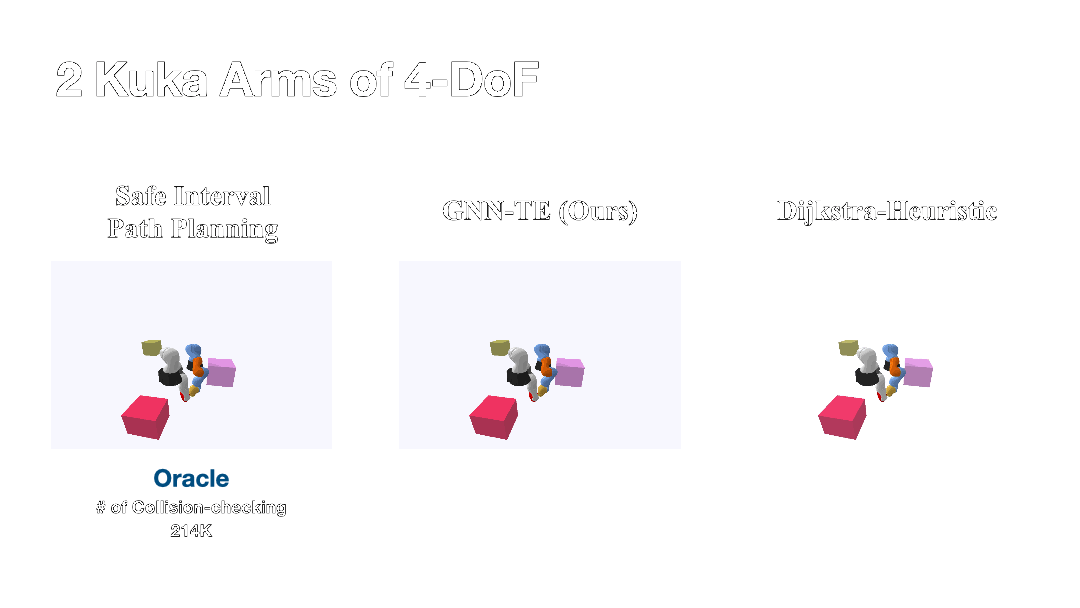 2 Kuka Arms of 4-DoF
Safe Interval
Path Planning
GNN-TE (Ours)
Dijkstra-Heuristic
Oracle
# of Collision-checking
214K